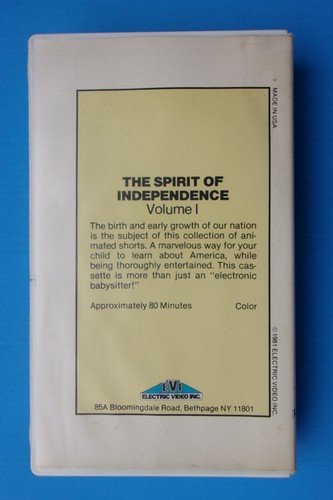 THE SPIRIT OF
INDEPENDENCE
Volume I
The birth and early growth of our nation
is the subject of this collection of ani-
mated shorts. A marvelous way for your
child to learn about America, while
being thoroughly entertained. This cas-
sette is more than just an "electronic
babysitter!"
Approximately 80 Minutes Color
EVI
ELECTRIC VIDEO INC.
85A Bloomingdale Road, Bethpage NY 11801
MADE IN USA
© 1981 ELECTRIC VIDEO INC.